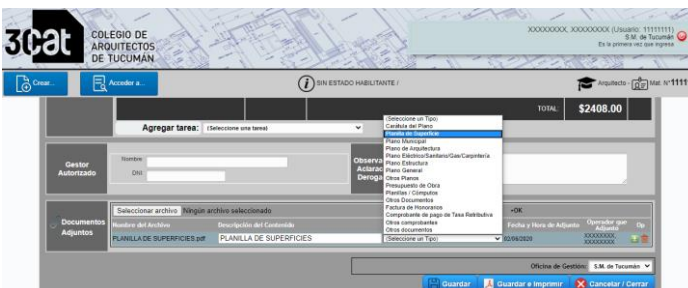 3cat
COLEGIO DE
ARQUITECTOS
DE TUCUMÁN
XXXXXXXX, XXXXXXXX (Usuario: 11111111)
S.M. de Tucumán
Es la primera vez que ingresa
Crear...
Acceder a...
SIN ESTADO HABILITANTE /
Arquitecto - Mat. N°1111
TOTAL $2408.00
Agregar tarea: (Seleccione una tarea)
(Seleccione un Tipo)
Carátula del Plano
Planilla de Superficie
Plano Municipal
Plano de Arquitectura
Plano Eléctrico/Sanitario/Gas/Carpintería
Plano Estructura
Plano General
Otros Planos
Presupuesto de Obra
Planillas / Cómputos
Otros Documentos
Factura de Honorarios
Comprobante de pago de Tasa Retributiva
Otros comprobantes
Otros documentos
Gestor
Autorizado
Nombre
DNI
Observa
Aclarac
Deroga
Documentos
Adjuntos
Seleccionar archivo Ningún archivo seleccionado
+OK
Nombre del Archivo Descripción del Contenido Fecha y Hora de Adjunto Operador que Adjuntó Op
PLANILLA DE SUPERFICIES.pdf PLANILLA DE SUPERFICIES (Seleccione un Tipo) 02/06/2020 XXXXXXXX, XXXXXXXX
Oficina de Gestión: S.M. de Tucumán
Guardar Guardar e Imprimir Cancelar / Cerrar